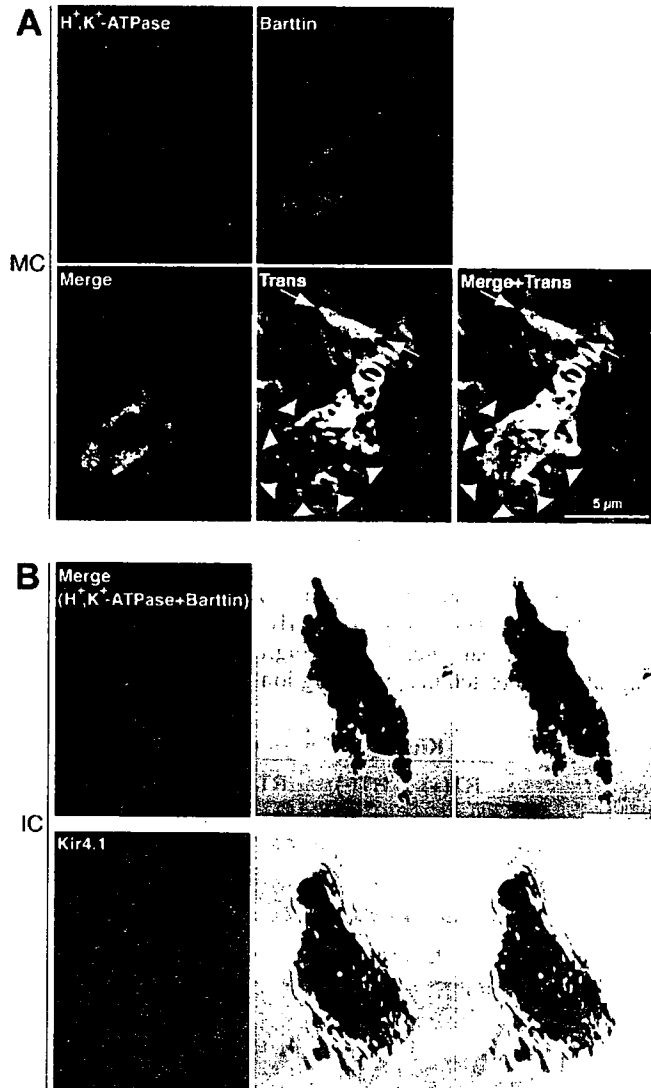 A
H⁺,K⁺-ATPase
Barttin
MC
Merge
Trans
Merge+Trans
5 µm
B
Merge
(H⁺,K⁺-ATPase+Barttin)
IC
Kir4.1